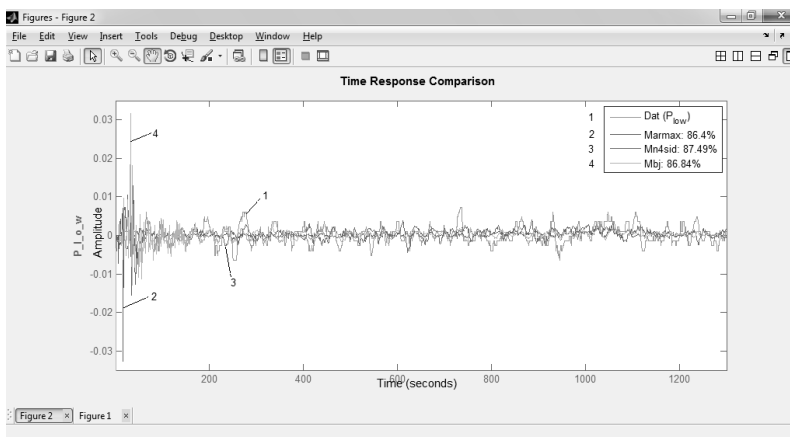 Figures - Figure 2
File Edit View Insert Tools Debug Desktop Window Help
Time Response Comparison
1 Dat (P_low)
2 Marmax: 86.4%
3 Mn4sid: 87.49%
4 Mbj: 86.84%
0.03
0.02
0.01
0
-0.01
-0.02
-0.03
P_l_o_w
Amplitude
4
1
3
2
200 400 600 800 1000 1200
Time (seconds)
Figure 2 × Figure 1 ×